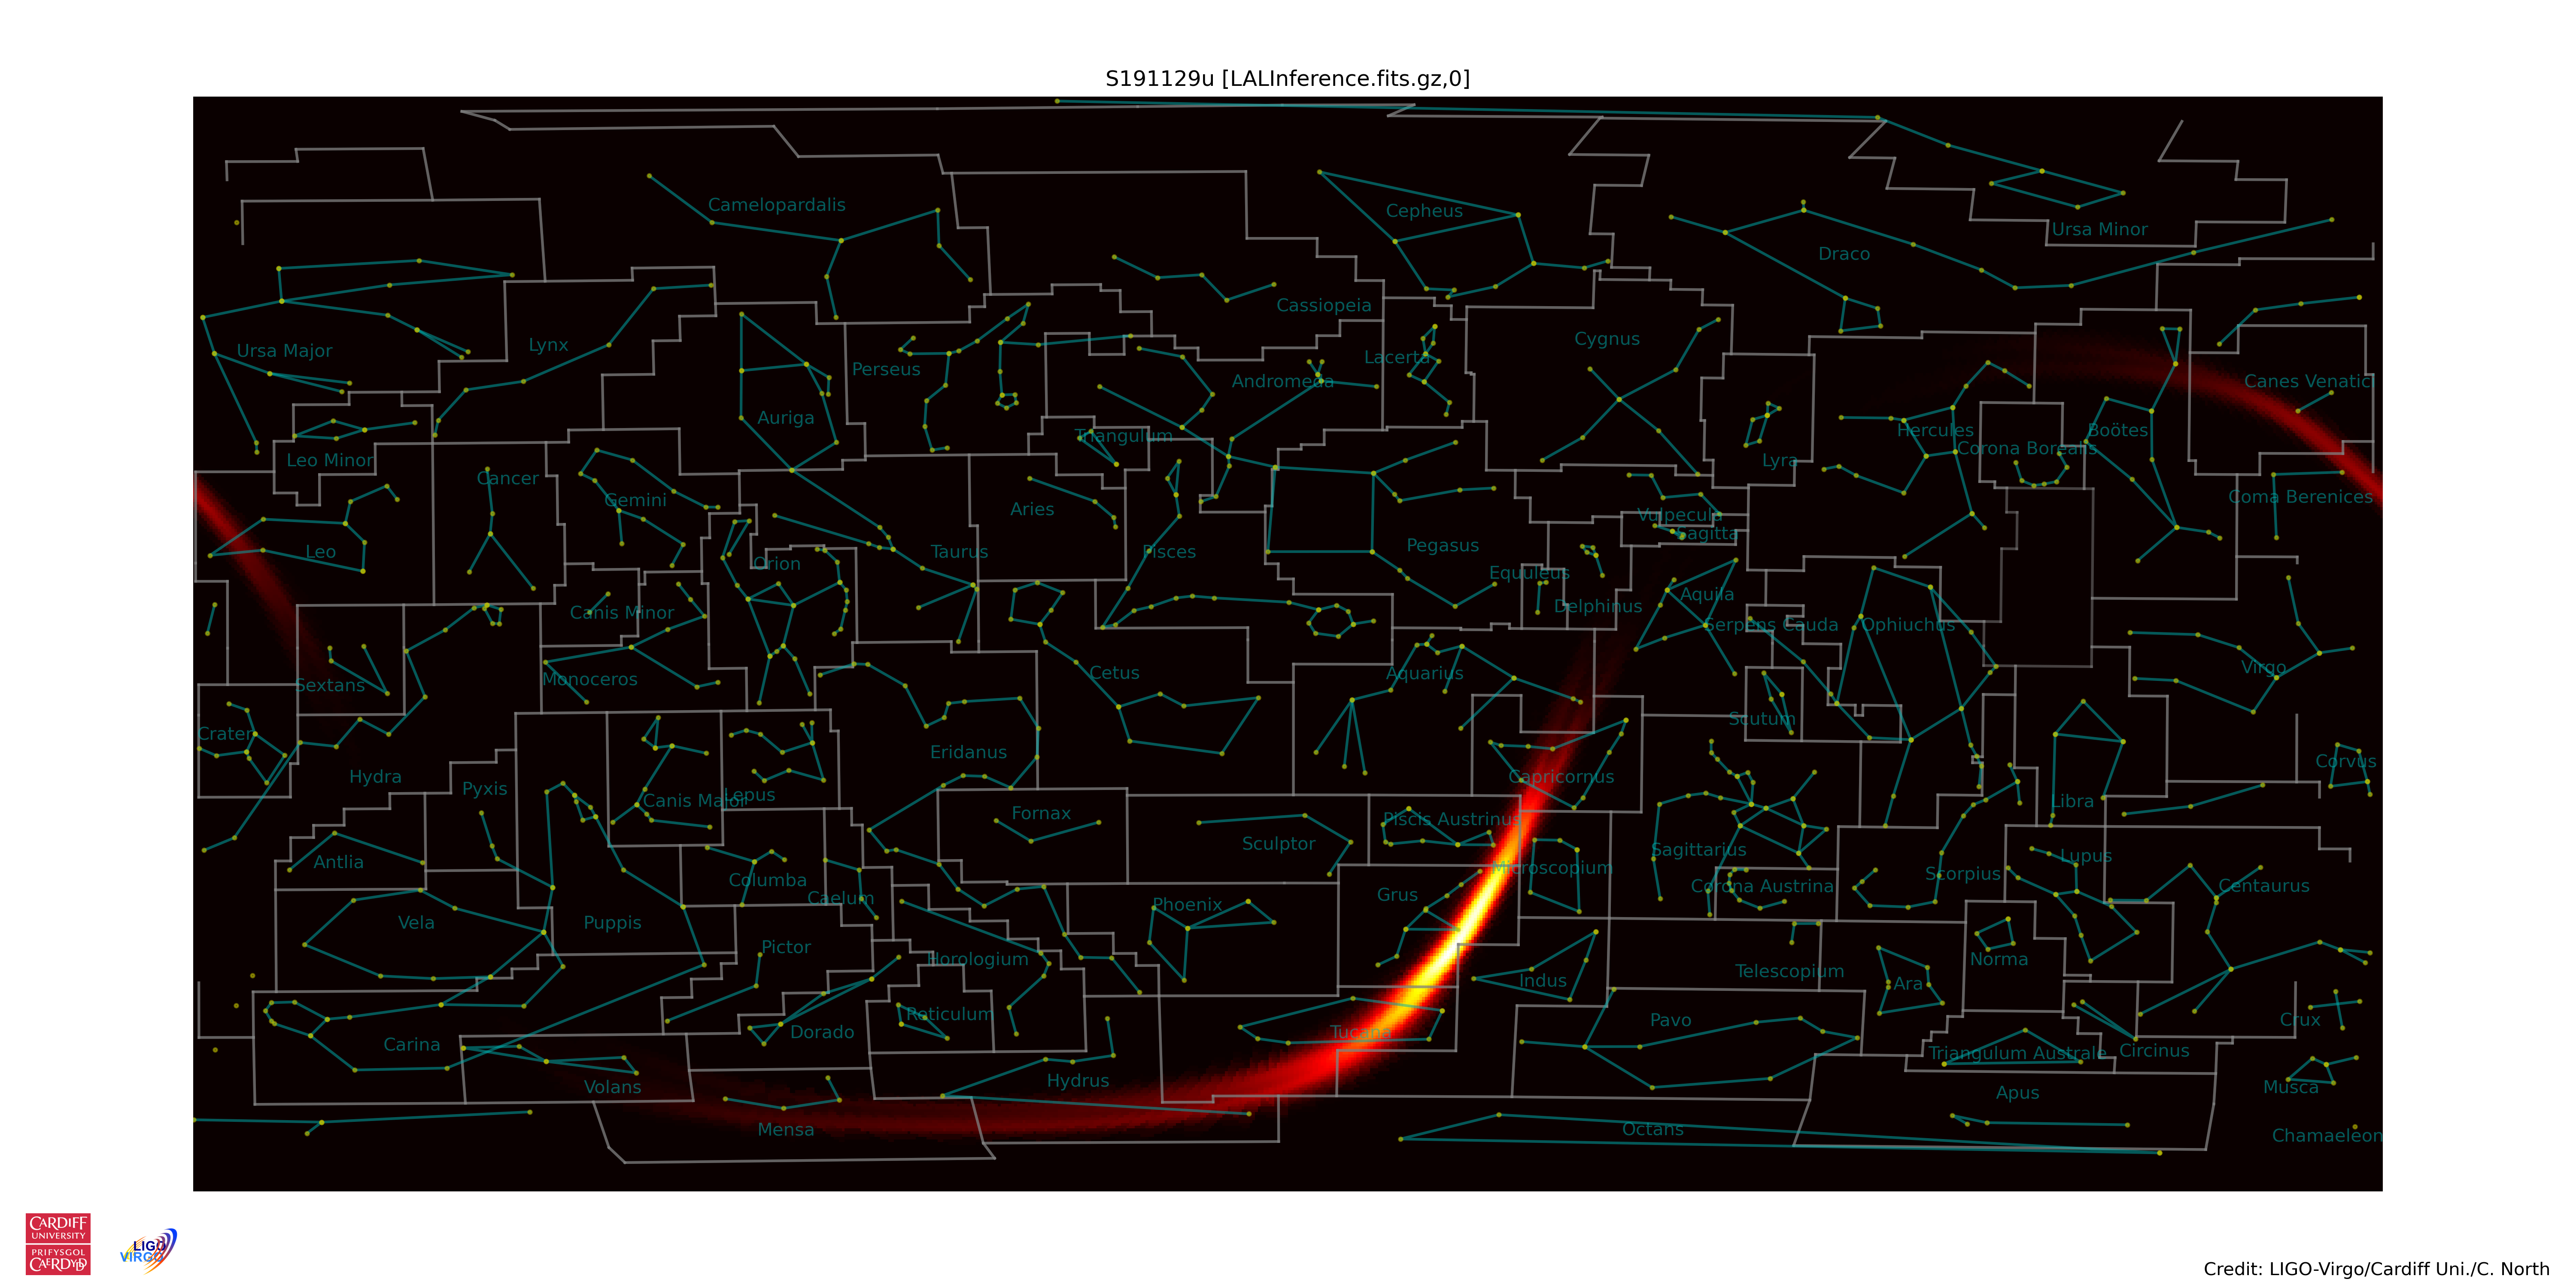 S191129u [LALInference.fits.gz,0]
Camelopardalis
Cepheus
Ursa Minor
Draco
Cassiopeia
Ursa Major
Lynx
Cygnus
Perseus
Lacerta
Andromeda
Canes Venatici
Auriga
Triangulum
Hercules
Boötes
Corona Borealis
Leo Minor
Lyra
Cancer
Gemini
Coma Berenices
Aries
Vulpecula
Sagitta
Leo
Orion
Taurus
Pisces
Pegasus
Equuleus
Canis Minor
Delphinus
Aquila
Serpens Cauda
Ophiuchus
Sextans
Monoceros
Cetus
Aquarius
Virgo
Crater
Scutum
Eridanus
Hydra
Capricornus
Corvus
Pyxis
Canis Major
Lepus
Libra
Fornax
Piscis Austrinus
Antlia
Sculptor
Sagittarius
Lupus
Microscopium
Columba
Caelum
Grus
Corona Austrina
Scorpius
Centaurus
Phoenix
Vela
Puppis
Pictor
Horologium
Norma
Telescopium
Indus
Ara
Reticulum
Carina
Dorado
Tucana
Pavo
Crux
Triangulum Australe
Circinus
Volans
Hydrus
Apus
Musca
Mensa
Octans
Chamaeleon
CARDIFF
UNIVERSITY
PRIFYSGOL
CAERDYDD
LIGO
VIRGO
Credit: LIGO-Virgo/Cardiff Uni./C. North